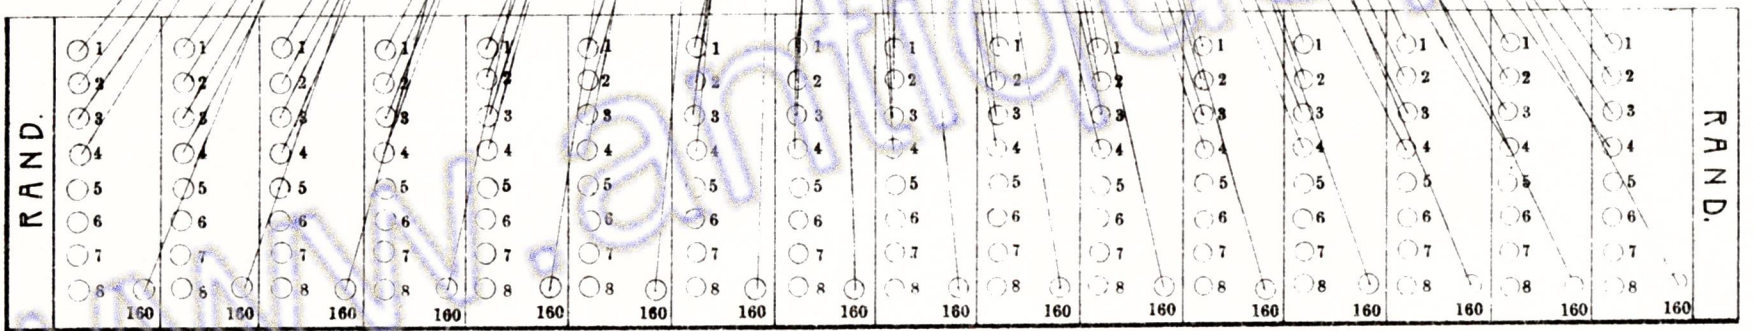 RAND.
1 1 1 1 1 1 1 1 1 1 1 1 1 1 1 1
2 2 2 2 2 2 2 2 2 2 2 2 2 2 2 2
3 3 3 3 3 3 3 3 3 3 3 3 3 3 3 3
4 4 4 4 4 4 4 4 4 4 4 4 4 4 4 4
5 5 5 5 5 5 5 5 5 5 5 5 5 5 5 5
6 6 6 6 6 6 6 6 6 6 6 6 6 6 6 6
7 7 7 7 7 7 7 7 7 7 7 7 7 7 7 7
8 8 8 8 8 8 8 8 8 8 8 8 8 8 8 8
160 160 160 160 160 160 160 160 160 160 160 160 160 160 160 160
RAND.
www.antiqu